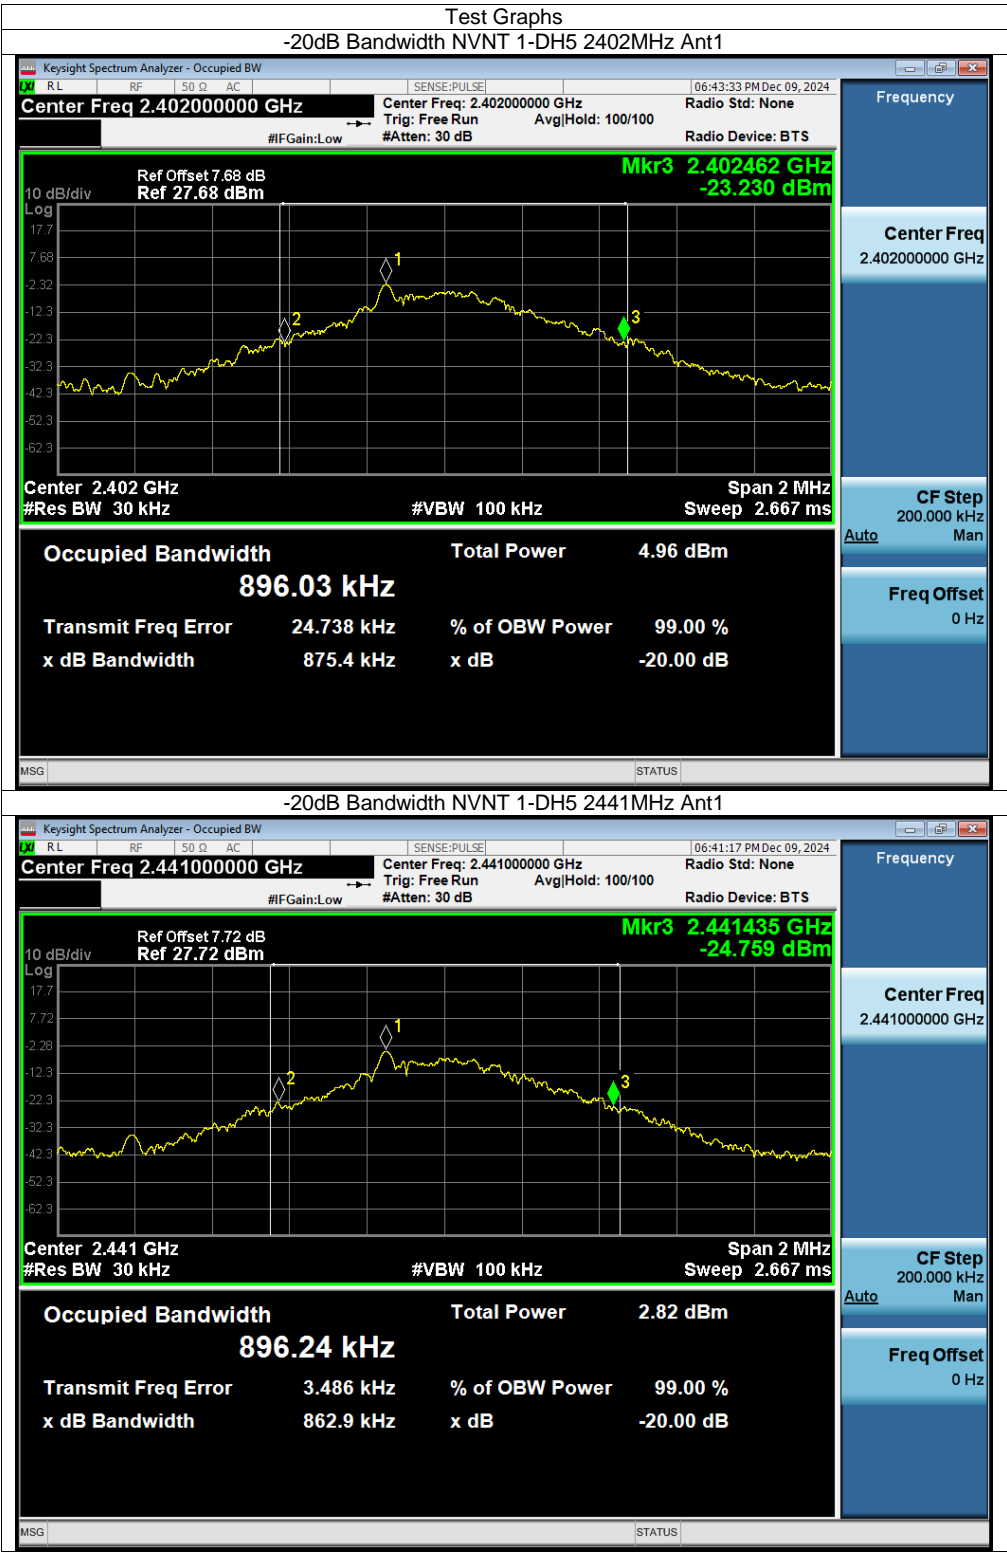 Test Graphs
-20dB Bandwidth NVNT 1-DH5 2402MHz Ant1
Keysight Spectrum Analyzer - Occupied BW
LXI RL RF 50 Ω AC SENSE:PULSE 06:43:33 PM Dec 09, 2024
Center Freq 2.402000000 GHz Center Freq: 2.402000000 GHz Radio Std: None Frequency
Trig: Free Run Avg|Hold: 100/100
#IFGain:Low #Atten: 30 dB Radio Device: BTS
Mkr3 2.402462 GHz
Ref Offset 7.68 dB
10 dB/div Ref 27.68 dBm -23.230 dBm
Log
17.7
7.68
-2.32
-12.3
-22.3
-32.3
-42.3
-52.3
-62.3
1
2
3
Center Freq
2.402000000 GHz
Center 2.402 GHz Span 2 MHz
#Res BW 30 kHz #VBW 100 kHz Sweep 2.667 ms
CF Step
200.000 kHz
Auto Man
Occupied Bandwidth Total Power 4.96 dBm
896.03 kHz
Freq Offset
0 Hz
Transmit Freq Error 24.738 kHz % of OBW Power 99.00 %
x dB Bandwidth 875.4 kHz x dB -20.00 dB
MSG STATUS
-20dB Bandwidth NVNT 1-DH5 2441MHz Ant1
Keysight Spectrum Analyzer - Occupied BW
LXI RL RF 50 Ω AC SENSE:PULSE 06:41:17 PM Dec 09, 2024
Center Freq 2.441000000 GHz Center Freq: 2.441000000 GHz Radio Std: None Frequency
Trig: Free Run Avg|Hold: 100/100
#IFGain:Low #Atten: 30 dB Radio Device: BTS
Mkr3 2.441435 GHz
Ref Offset 7.72 dB
10 dB/div Ref 27.72 dBm -24.759 dBm
Log
17.7
7.72
-2.28
-12.3
-22.3
-32.3
-42.3
-52.3
-62.3
1
2
3
Center Freq
2.441000000 GHz
Center 2.441 GHz Span 2 MHz
#Res BW 30 kHz #VBW 100 kHz Sweep 2.667 ms
CF Step
200.000 kHz
Auto Man
Occupied Bandwidth Total Power 2.82 dBm
896.24 kHz
Freq Offset
0 Hz
Transmit Freq Error 3.486 kHz % of OBW Power 99.00 %
x dB Bandwidth 862.9 kHz x dB -20.00 dB
MSG STATUS